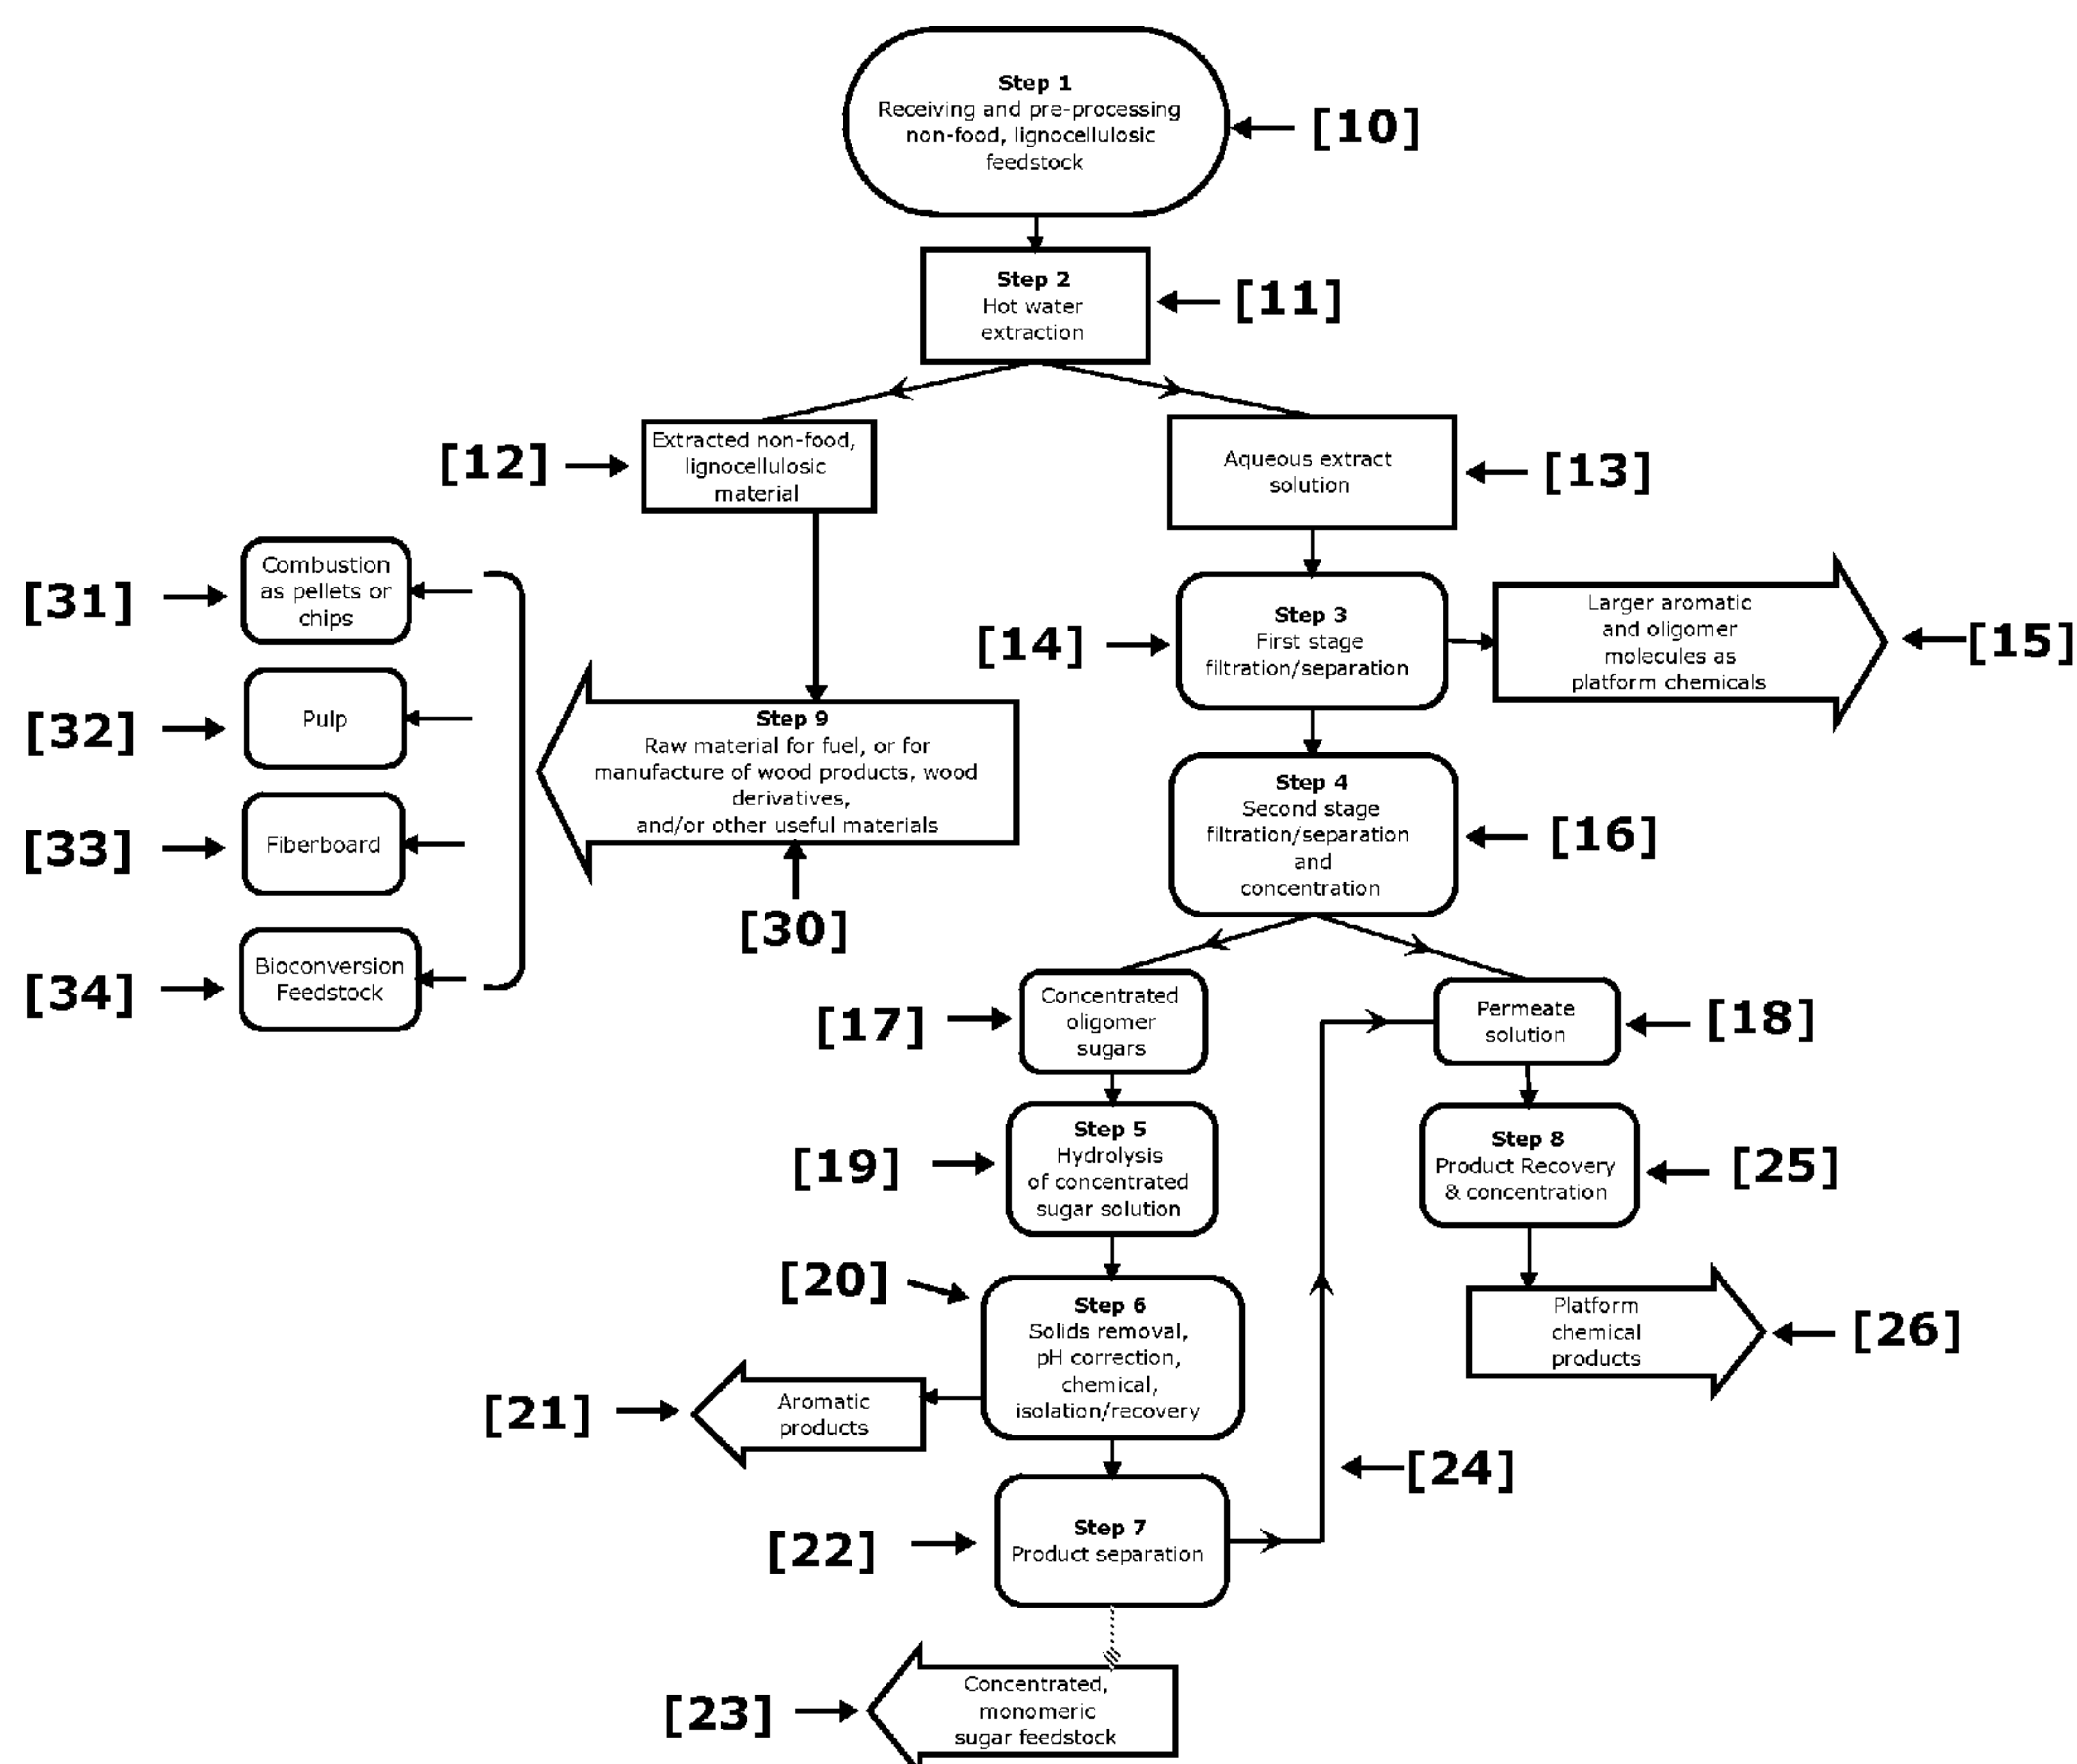 Step 1
Receiving and pre-processing
non-food, lignocellulosic
feedstock
[10]
Step 2
Hot water
extraction
[11]
[12]
Extracted non-food,
lignocellulosic
material
Aqueous extract
solution
[13]
[31]
Combustion
as pellets or
chips
[14]
Step 3
First stage
filtration/separation
Larger aromatic
and oligomer
molecules as
platform chemicals
[15]
[32]
Pulp
Step 9
Raw material for fuel, or for
manufacture of wood products, wood
derivatives,
and/or other useful materials
[30]
Step 4
Second stage
filtration/separation
and
concentration
[16]
[33]
Fiberboard
[34]
Bioconversion
Feedstock
[17]
Concentrated
oligomer
sugars
Permeate
solution
[18]
[19]
Step 5
Hydrolysis
of concentrated
sugar solution
Step 8
Product Recovery
& concentration
[25]
[20]
Step 6
Solids removal,
pH correction,
chemical,
isolation/recovery
Platform
chemical
products
[26]
[21]
Aromatic
products
[24]
[22]
Step 7
Product separation
[23]
Concentrated,
monomeric
sugar feedstock